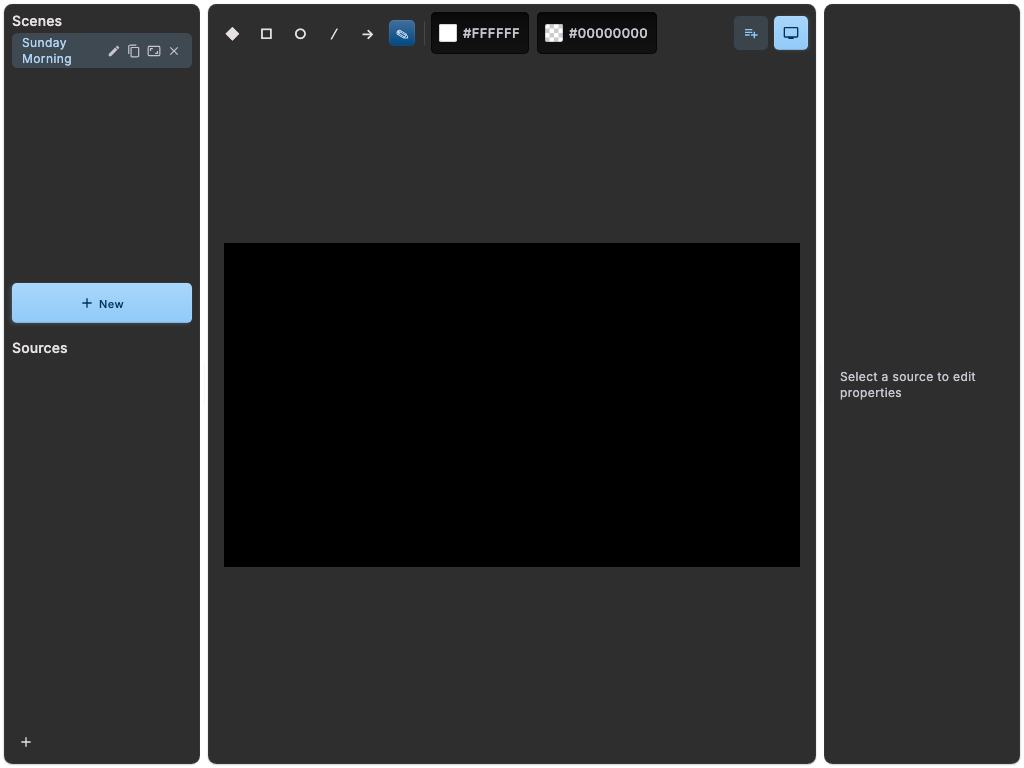 Scenes
Sunday
Morning
New
Sources
#FFFFFF
#00000000
Select a source to edit
properties